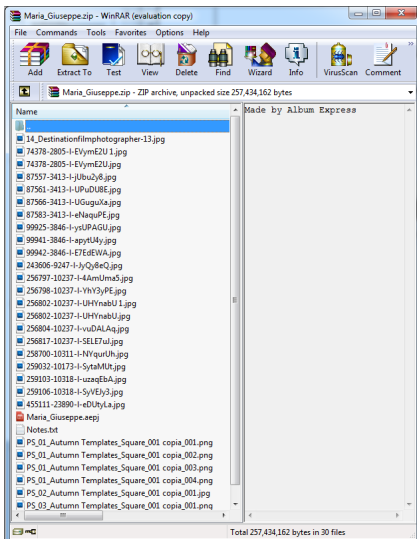 Maria_Giuseppe.zip - WinRAR (evaluation copy)
File Commands Tools Favorites Options Help
Add Extract To Test View Delete Find Wizard Info VirusScan Comment
Maria_Giuseppe.zip - ZIP archive, unpacked size 257,434,162 bytes
Name
Made by Album Express
..
14_Destinationfilmphotographer-13.jpg
74378-2805-I-EVymE2U 1.jpg
74378-2805-I-EVymE2U.jpg
87557-3413-I-jUbu2y8.jpg
87561-3413-I-UPuDU8E.jpg
87566-3413-I-UGuguXa.jpg
87583-3413-I-eNaquPE.jpg
99925-3846-I-ysUPAGU.jpg
99941-3846-I-apytU4y.jpg
99942-3846-I-E7EdEWA.jpg
243606-9247-I-JyQy8eQ.jpg
256797-10237-I-4AmUma5.jpg
256798-10237-I-YhY3yPE.jpg
256802-10237-I-UHYnabU 1.jpg
256802-10237-I-UHYnabU.jpg
256804-10237-I-vuDALAq.jpg
256817-10237-I-SELE7uJ.jpg
258700-10311-I-NYqurUh.jpg
259032-10173-I-SytaMUt.jpg
259103-10318-I-uzaqEbA.jpg
259106-10318-I-SyVEJy3.jpg
455111-23890-I-eDUtyLa.jpg
Maria_Giuseppe.aepj
Notes.txt
PS_01_Autumn Templates_Square_001 copia_001.png
PS_01_Autumn Templates_Square_001 copia_002.png
PS_01_Autumn Templates_Square_001 copia_003.png
PS_01_Autumn Templates_Square_001 copia_004.png
PS_02_Autumn Templates_Square_001 copia_001.jpg
PS_03_Autumn Templates_Square_001 copia_001.png
Total 257,434,162 bytes in 30 files